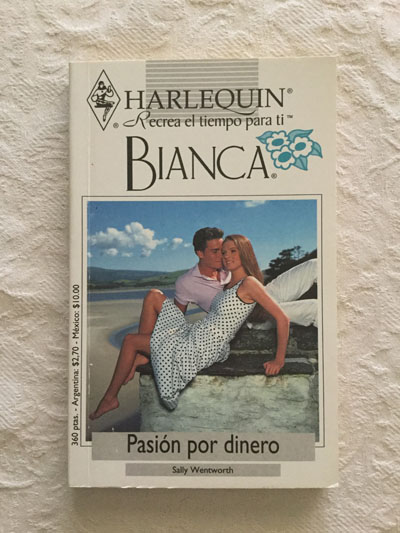 HARLEQUIN®
® Recrea el tiempo para ti™
BIANCA®
360 ptas. - Argentina: $2,70 - México: $10.00
Pasión por dinero
Sally Wentworth